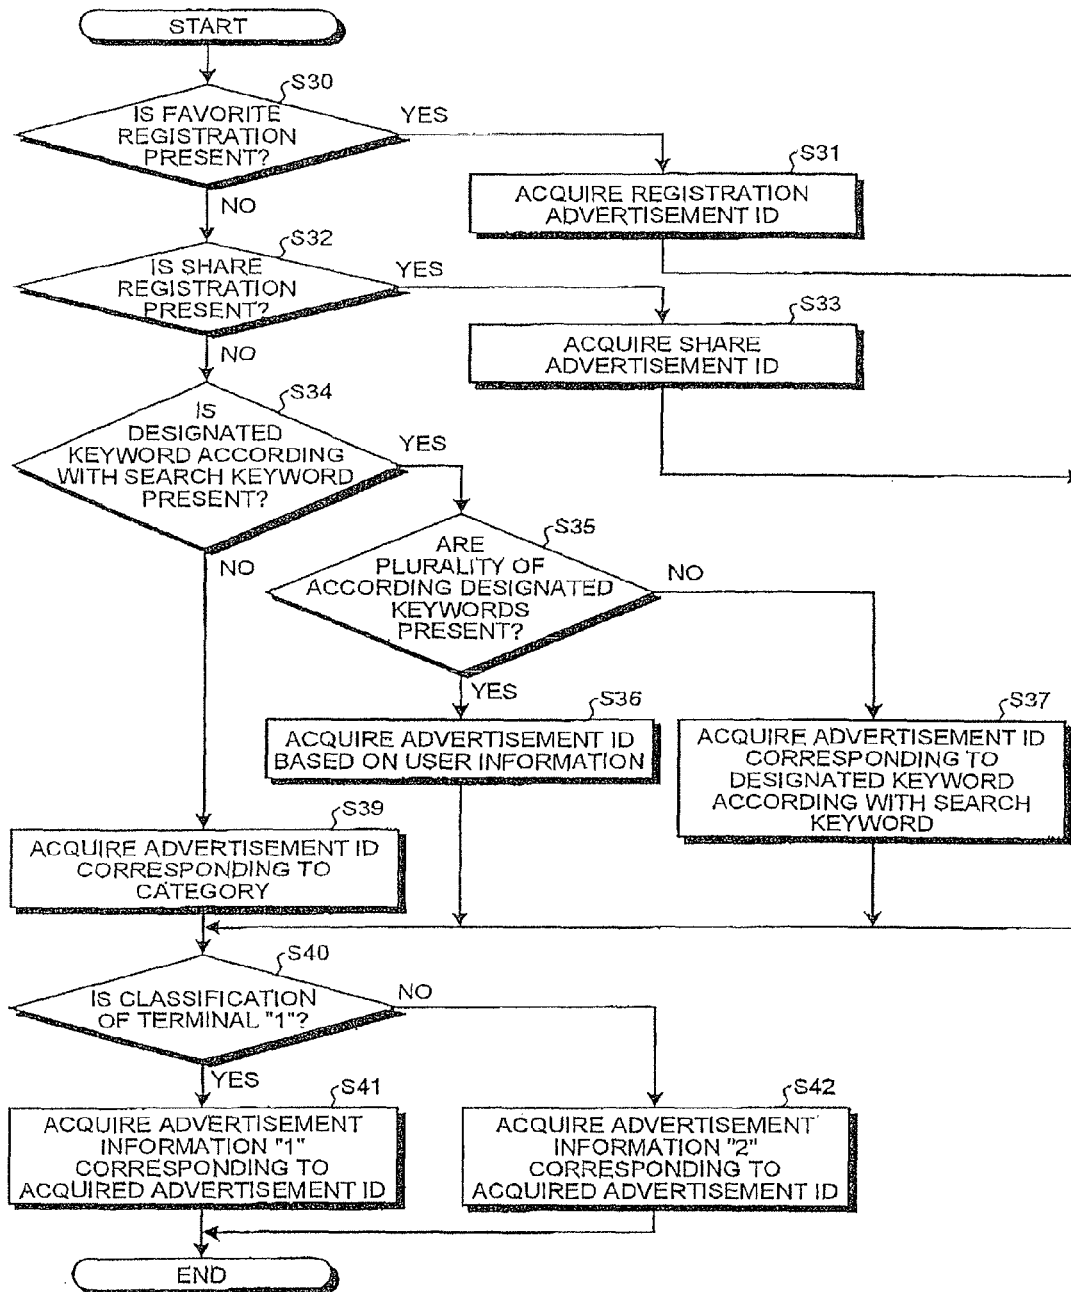 START
S30
IS FAVORITE
REGISTRATION
PRESENT?
YES
NO
S31
ACQUIRE REGISTRATION
ADVERTISEMENT ID
S32
IS SHARE
REGISTRATION
PRESENT?
YES
NO
S33
ACQUIRE SHARE
ADVERTISEMENT ID
S34
IS
DESIGNATED
KEYWORD ACCORDING
WITH SEARCH KEYWORD
PRESENT?
YES
NO
S35
ARE
PLURALITY OF
ACCORDING DESIGNATED
KEYWORDS
PRESENT?
NO
YES
S36
ACQUIRE ADVERTISEMENT ID
BASED ON USER INFORMATION
S37
ACQUIRE ADVERTISEMENT ID
CORRESPONDING TO
DESIGNATED KEYWORD
ACCORDING WITH SEARCH
KEYWORD
S39
ACQUIRE ADVERTISEMENT ID
CORRESPONDING TO
CATEGORY
S40
IS CLASSIFICATION
OF TERMINAL "1"?
NO
YES
S41
ACQUIRE ADVERTISEMENT
INFORMATION "1"
CORRESPONDING TO
ACQUIRED ADVERTISEMENT ID
S42
ACQUIRE ADVERTISEMENT
INFORMATION "2"
CORRESPONDING TO
ACQUIRED ADVERTISEMENT ID
END